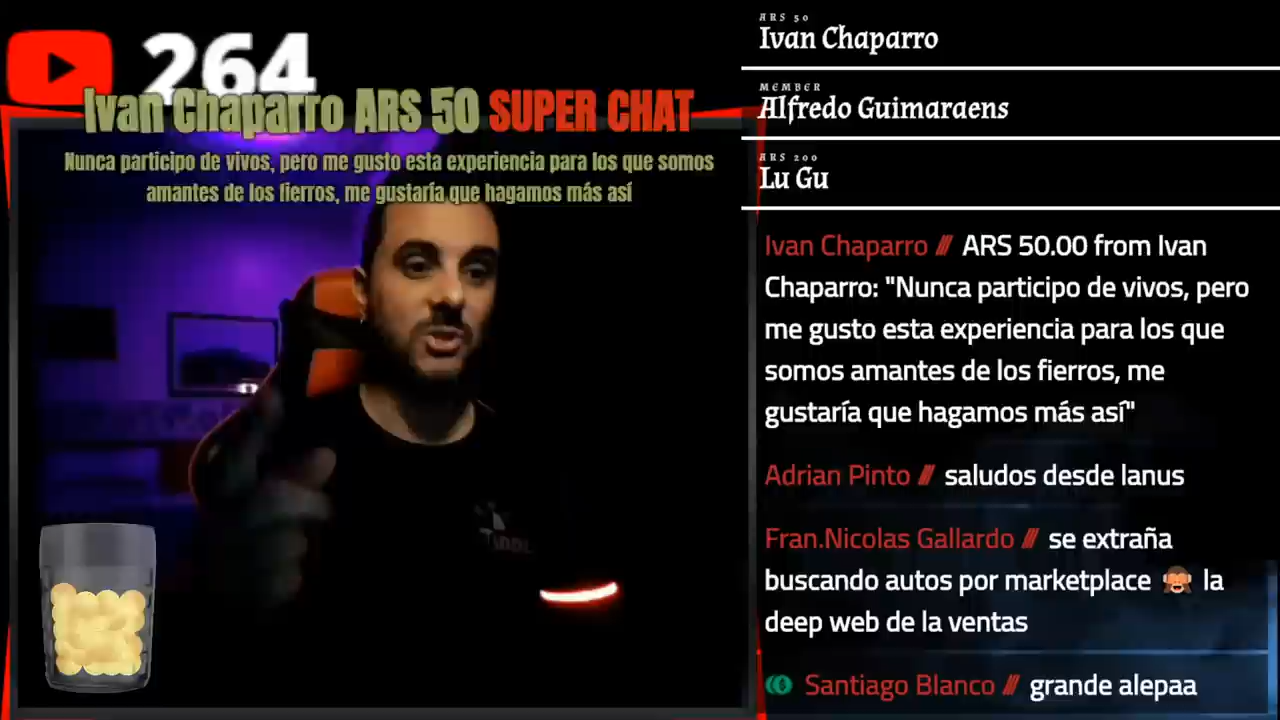 264
Ivan Chaparro ARS 50 SUPER CHAT
Nunca participo de vivos, pero me gusto esta experiencia para los que somos
amantes de los fierros, me gustaría que hagamos más así
ARS 50
Ivan Chaparro
MEMBER
Alfredo Guimaraens
ARS 200
Lu Gu
Ivan Chaparro /// ARS 50.00 from Ivan
Chaparro: "Nunca participo de vivos, pero
me gusto esta experiencia para los que
somos amantes de los fierros, me
gustaría que hagamos más así"
Adrian Pinto /// saludos desde lanus
Fran.Nicolas Gallardo /// se extraña
buscando autos por marketplace 🙈 la
deep web de la ventas
Santiago Blanco /// grande alepaa